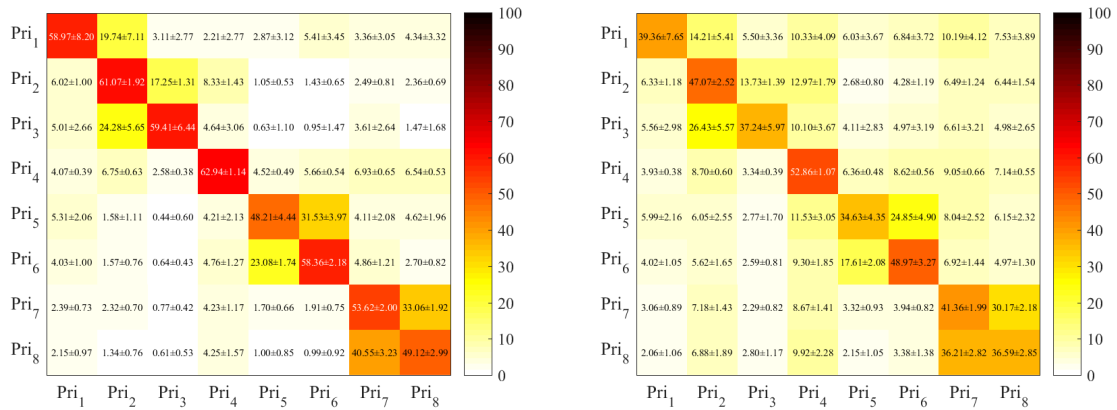 Pri1 58.97±8.20 19.74±7.11 3.11±2.77 2.21±2.77 2.87±3.12 5.41±3.45 3.36±3.05 4.34±3.32
Pri2 6.02±1.00 61.07±1.92 17.25±1.31 8.33±1.43 1.05±0.53 1.43±0.65 2.49±0.81 2.36±0.69
Pri3 5.01±2.66 24.28±5.65 59.41±6.44 4.64±3.06 0.63±1.10 0.95±1.47 3.61±2.64 1.47±1.68
Pri4 4.07±0.39 6.75±0.63 2.58±0.38 62.94±1.14 4.52±0.49 5.66±0.54 6.93±0.65 6.54±0.53
Pri5 5.31±2.06 1.58±1.11 0.44±0.60 4.21±2.13 48.21±4.44 31.53±3.97 4.11±2.08 4.62±1.96
Pri6 4.03±1.00 1.57±0.76 0.64±0.43 4.76±1.27 23.08±1.74 58.36±2.18 4.86±1.21 2.70±0.82
Pri7 2.39±0.73 2.32±0.70 0.77±0.42 4.23±1.17 1.70±0.66 1.91±0.75 53.62±2.00 33.06±1.92
Pri8 2.15±0.97 1.34±0.76 0.61±0.53 4.25±1.57 1.00±0.85 0.99±0.92 40.55±3.23 49.12±2.99
Pri1 Pri2 Pri3 Pri4 Pri5 Pri6 Pri7 Pri8
100
90
80
70
60
50
40
30
20
10
0
Pri1 39.36±7.65 14.21±5.41 5.50±3.36 10.33±4.09 6.03±3.67 6.84±3.72 10.19±4.12 7.53±3.89
Pri2 6.33±1.18 47.07±2.52 13.73±1.39 12.97±1.79 2.68±0.80 4.28±1.19 6.49±1.24 6.44±1.54
Pri3 5.56±2.98 26.43±5.57 37.24±5.97 10.10±3.67 4.11±2.83 4.97±3.19 6.61±3.21 4.98±2.65
Pri4 3.93±0.38 8.70±0.60 3.34±0.39 52.86±1.07 6.36±0.48 8.62±0.56 9.05±0.66 7.14±0.55
Pri5 5.99±2.16 6.05±2.55 2.77±1.70 11.53±3.05 34.63±4.35 24.85±4.90 8.04±2.52 6.15±2.32
Pri6 4.02±1.05 5.62±1.65 2.59±0.81 9.30±1.85 17.61±2.08 48.97±3.27 6.92±1.44 4.97±1.30
Pri7 3.06±0.89 7.18±1.43 2.29±0.82 8.67±1.41 3.32±0.93 3.94±0.82 41.36±1.99 30.17±2.18
Pri8 2.06±1.06 6.88±1.89 2.80±1.17 9.92±2.28 2.15±1.05 3.38±1.38 36.21±2.82 36.59±2.85
Pri1 Pri2 Pri3 Pri4 Pri5 Pri6 Pri7 Pri8
100
90
80
70
60
50
40
30
20
10
0